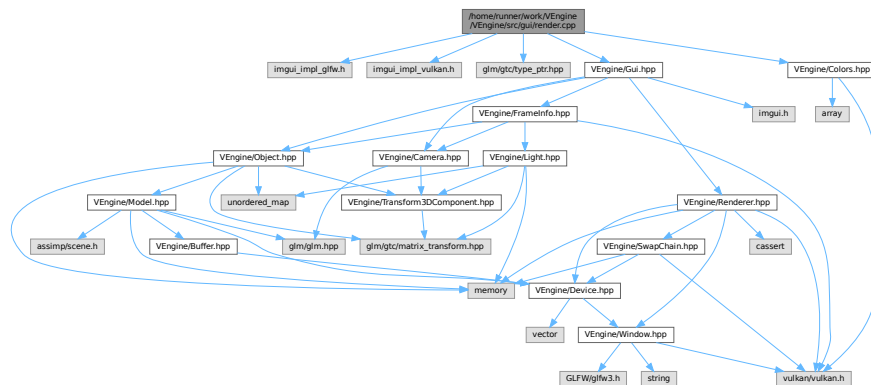 /home/runner/work/VEngine
/VEngine/src/gui/render.cpp
imgui_impl_glfw.h
imgui_impl_vulkan.h
glm/gtc/type_ptr.hpp
VEngine/Gui.hpp
VEngine/Colors.hpp
VEngine/FrameInfo.hpp
imgui.h
array
VEngine/Object.hpp
VEngine/Camera.hpp
VEngine/Light.hpp
VEngine/Model.hpp
unordered_map
VEngine/Transform3DComponent.hpp
VEngine/Renderer.hpp
assimp/scene.h
VEngine/Buffer.hpp
glm/glm.hpp
glm/gtc/matrix_transform.hpp
VEngine/SwapChain.hpp
cassert
memory
VEngine/Device.hpp
vector
VEngine/Window.hpp
GLFW/glfw3.h
string
vulkan/vulkan.h